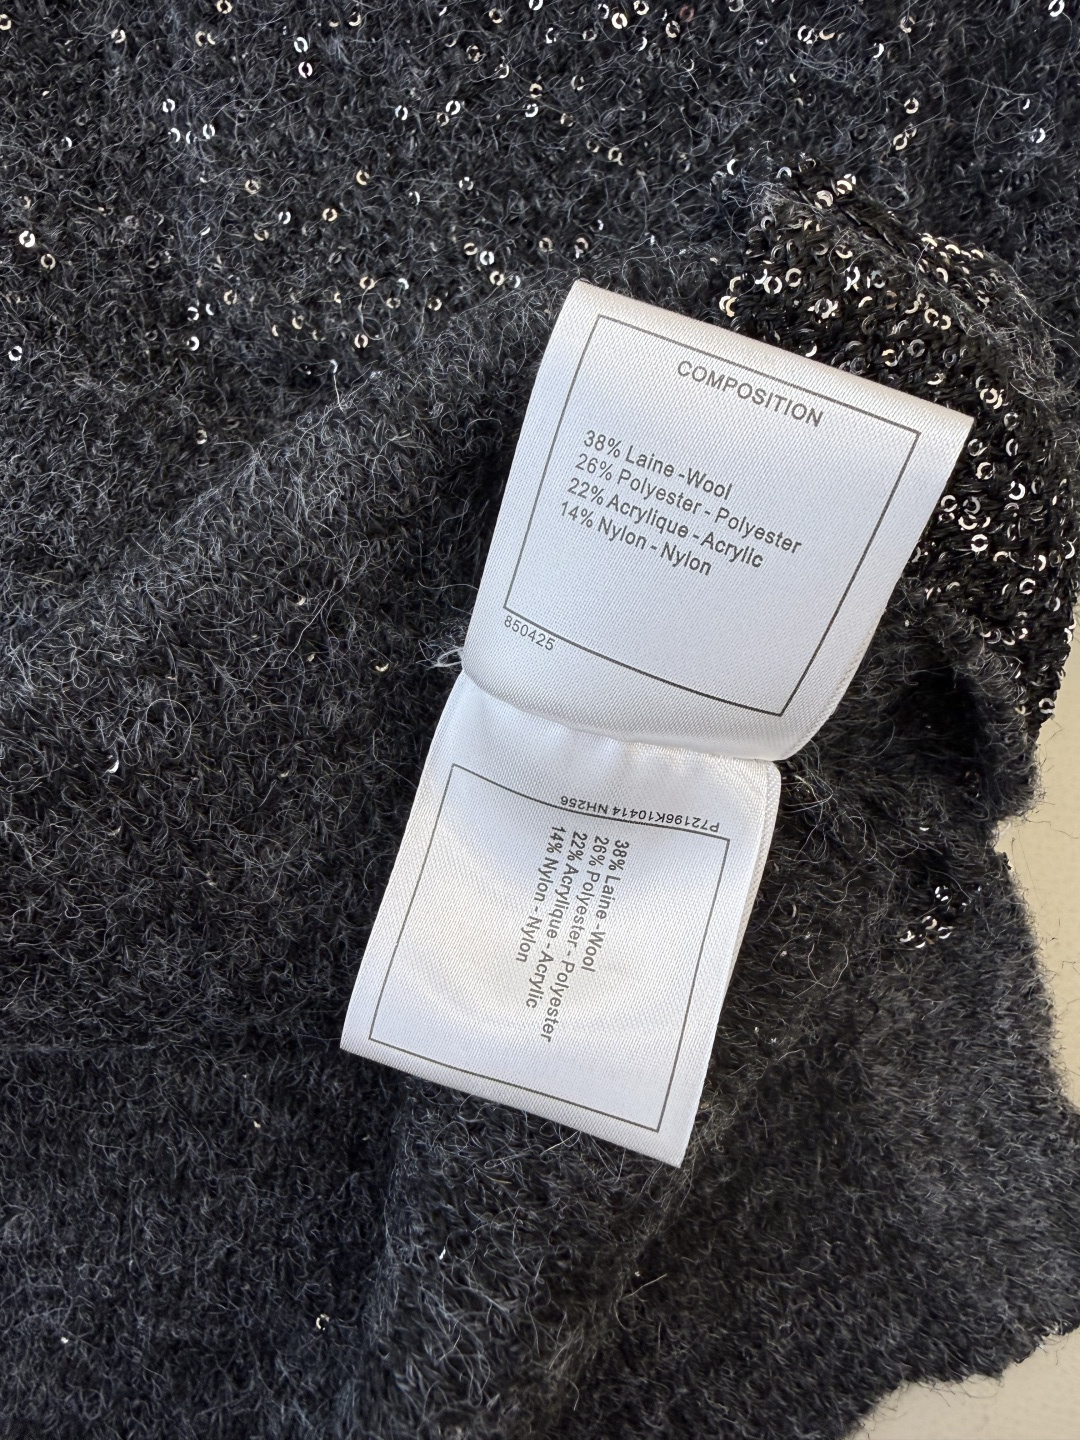 COMPOSITION
38% Laine -Wool
26% Polyester - Polyester
22% Acrylique - Acrylic
14% Nylon - Nylon
850425
P72196K10414 NH256
38% Laine -Wool
26% Polyester - Polyester
22% Acrylique - Acrylic
14% Nylon - Nylon